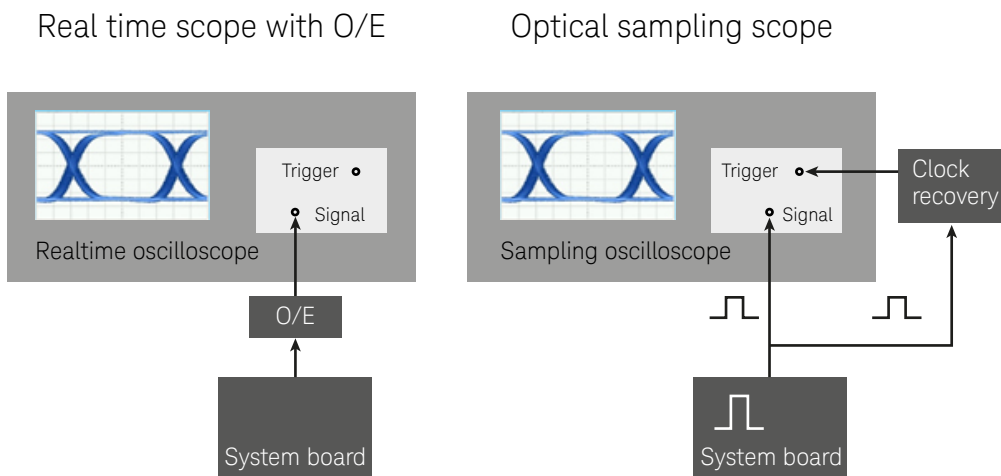 Real time scope with O/E
Trigger
Signal
Realtime oscilloscope
O/E
System board
Optical sampling scope
Trigger
Signal
Sampling oscilloscope
Clock
recovery
System board